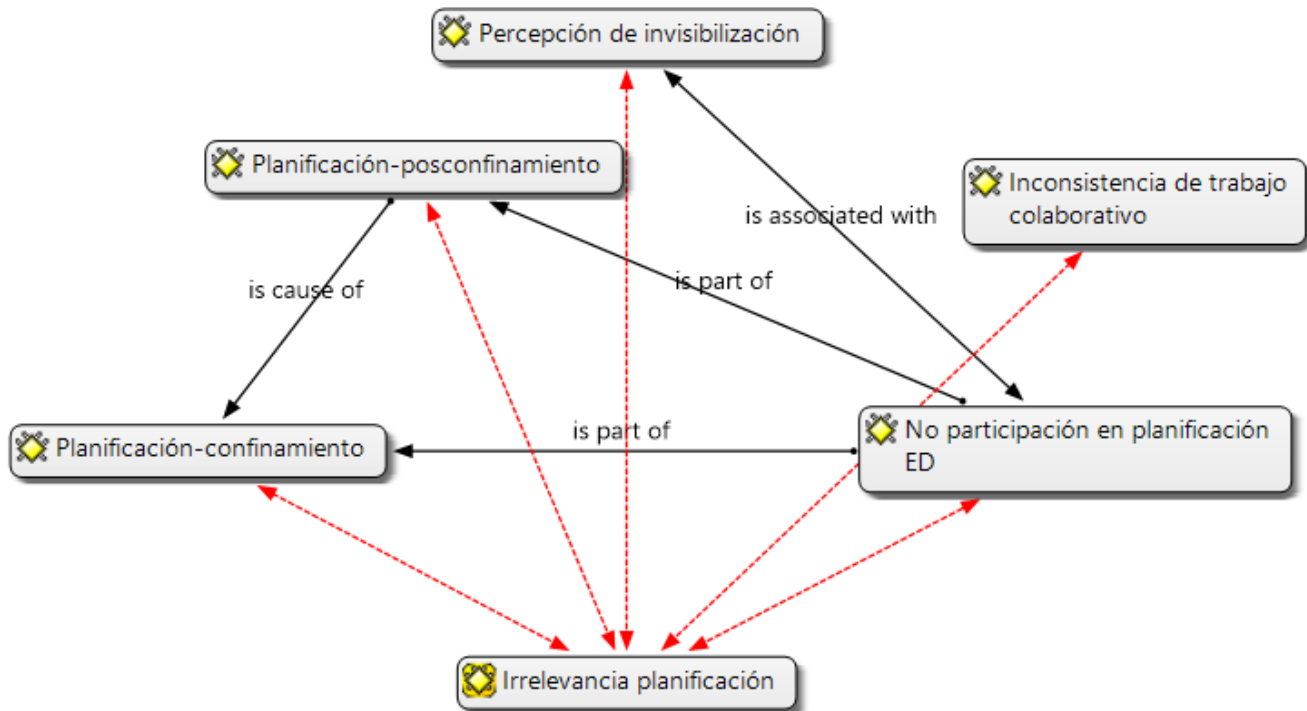 Percepción de invisibilización
Planificación-posconfinamiento
Inconsistencia de trabajo
colaborativo
is associated with
is part of
is cause of
No participación en planificación
ED
is part of
Planificación-confinamiento
Irrelevancia planificación